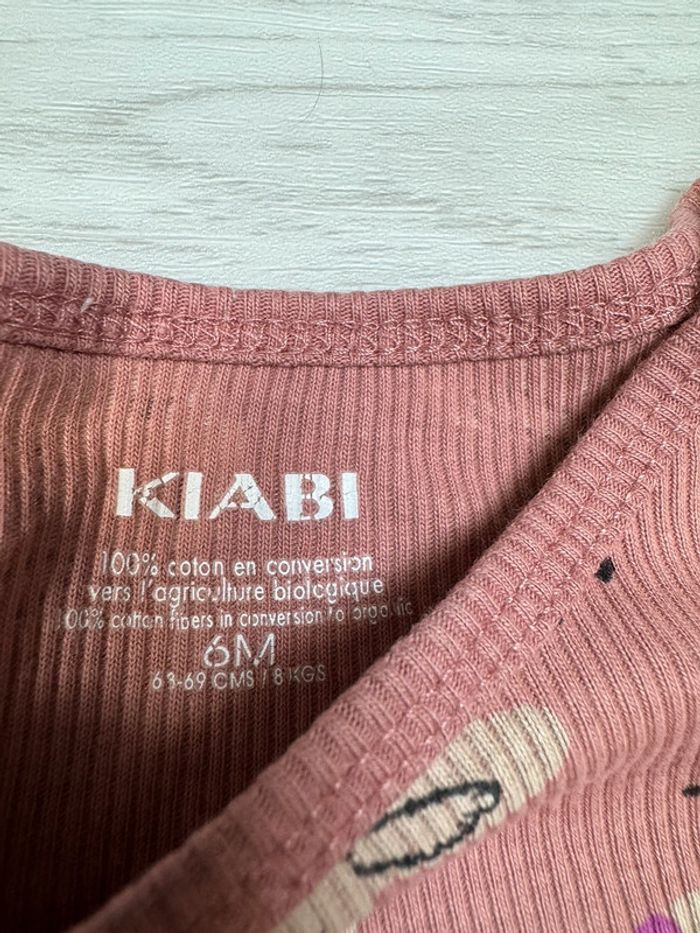 KIABI
100% coton en conversion
vers l'agriculture biologique
100% cotton fibers in conversion to organic
6M
63-69 CMS / 8 KGS